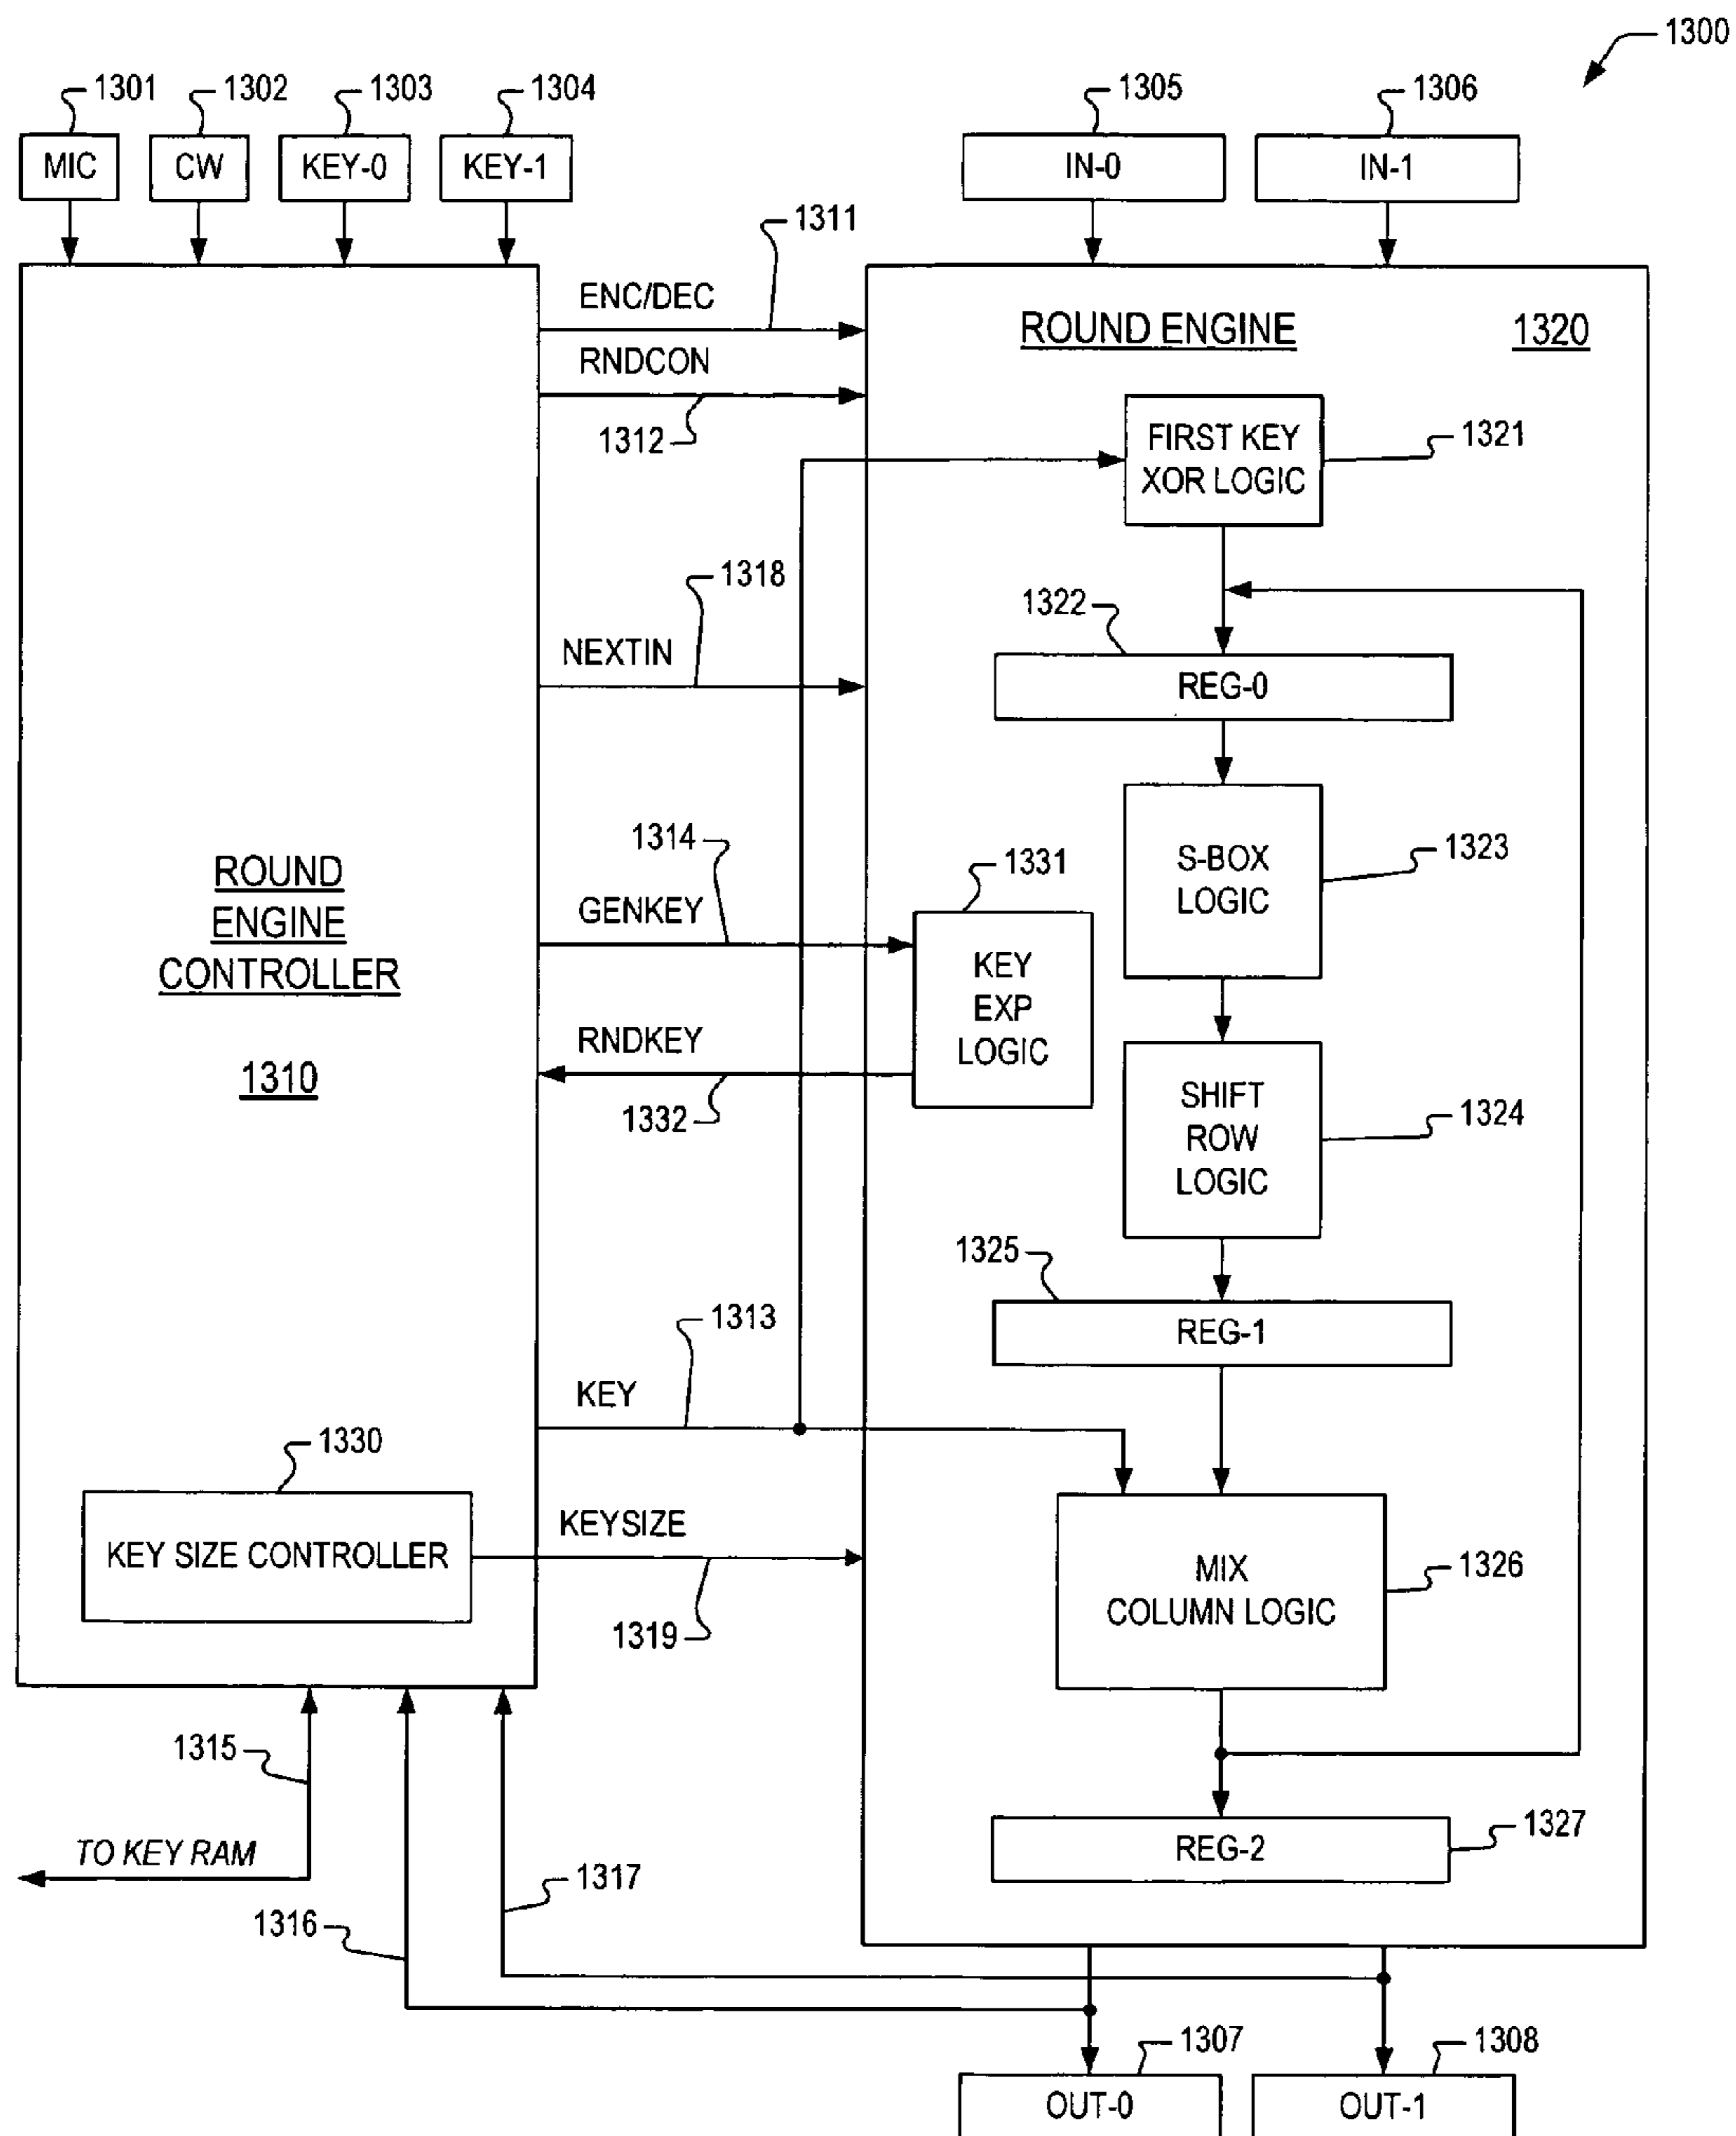 1300
1301
1302
1303
1304
1305
1306
MIC
CW
KEY-0
KEY-1
IN-0
IN-1
1311
ENC/DEC
RNDCON
1312
ROUND ENGINE
1320
FIRST KEY
XOR LOGIC
1321
1318
NEXTIN
1322
REG-0
1314
GENKEY
1331
S-BOX
LOGIC
1323
ROUND
ENGINE
CONTROLLER
1310
KEY
EXP
LOGIC
RNDKEY
1332
SHIFT
ROW
LOGIC
1324
1325
REG-1
1313
KEY
1330
KEY SIZE CONTROLLER
KEYSIZE
1319
MIX
COLUMN LOGIC
1326
1315
TO KEY RAM
1316
1317
REG-2
1327
1307
1308
OUT-0
OUT-1